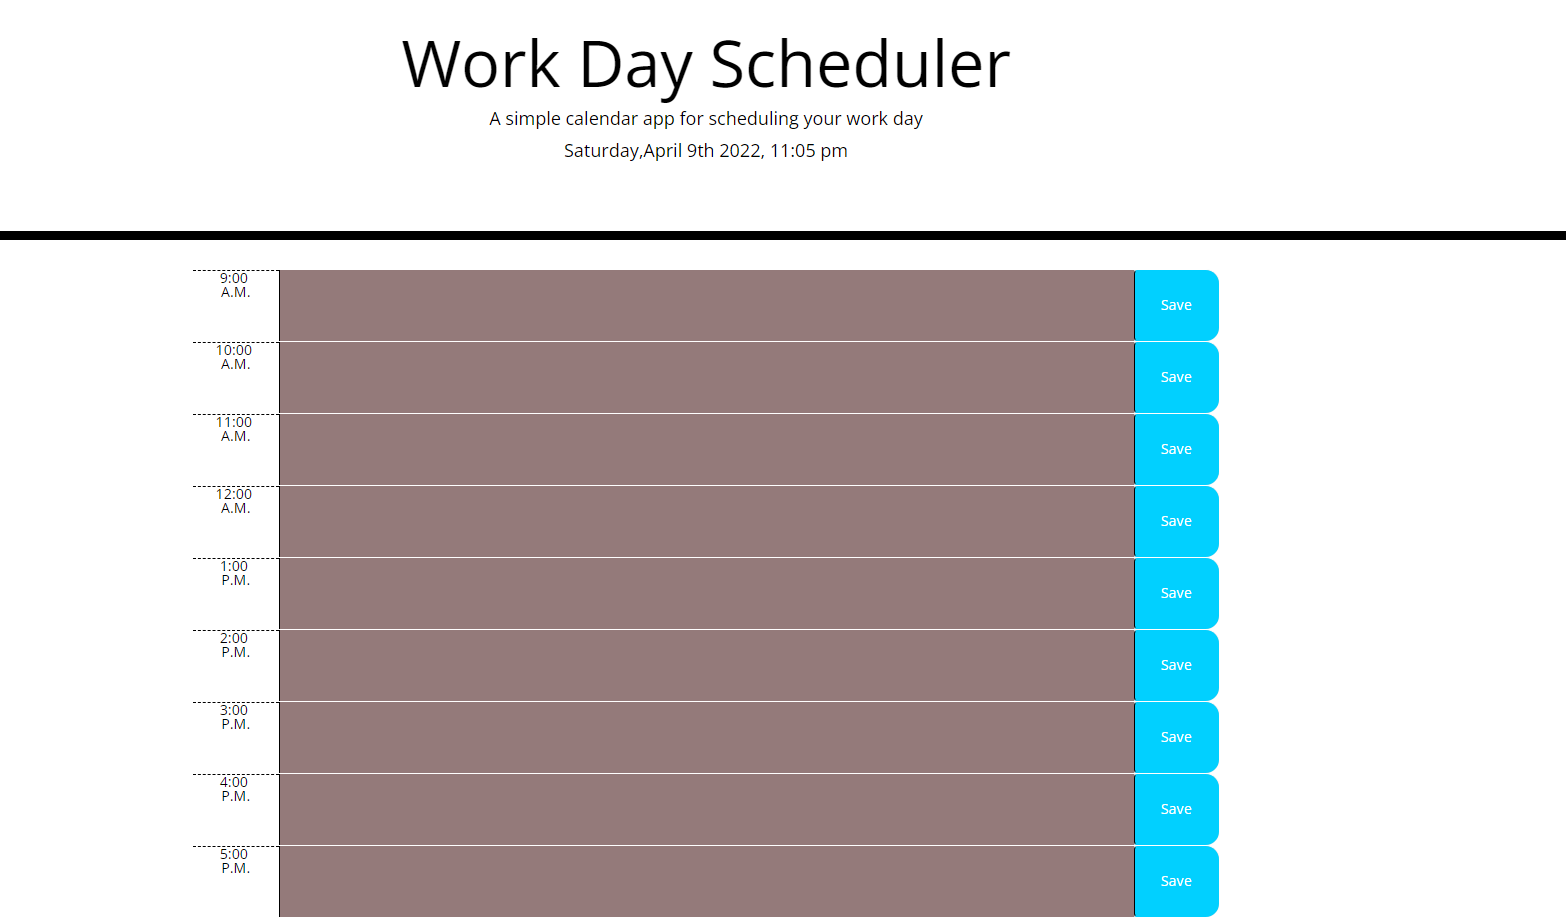 Work Day Scheduler
A simple calendar app for scheduling your work day
Saturday,April 9th 2022, 11:05 pm
9:00
A.M.
Save
10:00
A.M.
Save
11:00
A.M.
Save
12:00
A.M.
Save
1:00
P.M.
Save
2:00
P.M.
Save
3:00
P.M.
Save
4:00
P.M.
Save
5:00
P.M.
Save